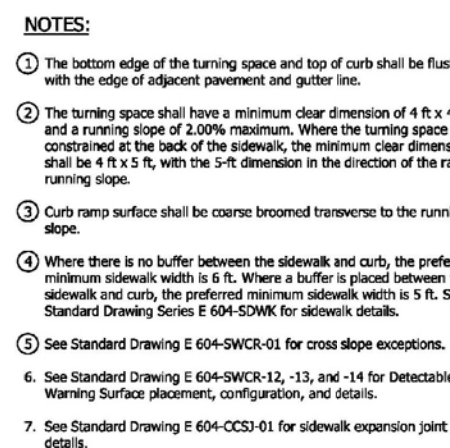 NOTES:
1 The bottom edge of the turning space and top of curb shall be flus
with the edge of adjacent pavement and gutter line.
2 The turning space shall have a minimum clear dimension of 4 ft x 4
and a running slope of 2.00% maximum. Where the turning space
constrained at the back of the sidewalk, the minimum clear dimens
shall be 4 ft x 5 ft, with the 5-ft dimension in the direction of the ra
running slope.
3 Curb ramp surface shall be coarse broomed transverse to the runni
slope.
4 Where there is no buffer between the sidewalk and curb, the prefe
minimum sidewalk width is 6 ft. Where a buffer is placed between
sidewalk and curb, the preferred minimum sidewalk width is 5 ft. S
Standard Drawing Series E 604-SDWK for sidewalk details.
5 See Standard Drawing E 604-SWCR-01 for cross slope exceptions.
6. See Standard Drawing E 604-SWCR-12, -13, and -14 for Detectable
Warning Surface placement, configuration, and details.
7. See Standard Drawing E 604-CCSJ-01 for sidewalk expansion joint
details.